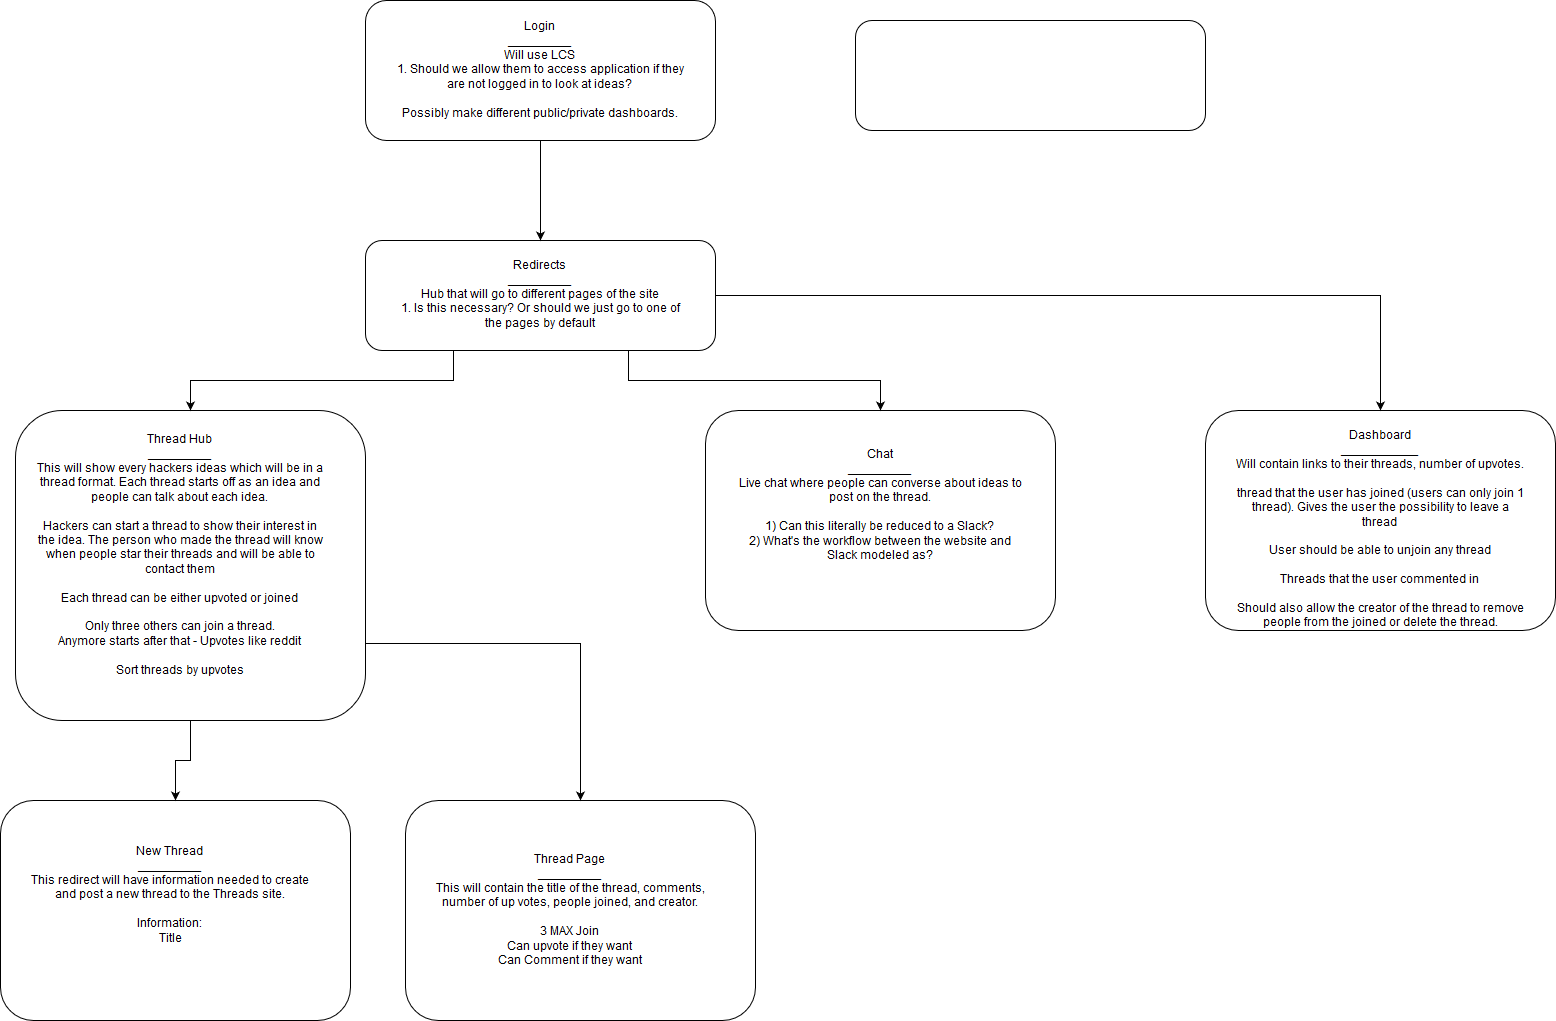 Login
Will use LCS
1. Should we allow them to access application if they
are not logged in to look at ideas?
Possibly make different public/private dashboards.
Redirects
Hub that will go to different pages of the site
1. Is this necessary? Or should we just go to one of
the pages by default
Thread Hub
This will show every hackers ideas which will be in a
thread format. Each thread starts off as an idea and
people can talk about each idea.
Hackers can start a thread to show their interest in
the idea. The person who made the thread will know
when people star their threads and will be able to
contact them
Each thread can be either upvoted or joined
Only three others can join a thread.
Anymore starts after that - Upvotes like reddit
Sort threads by upvotes
Chat
Live chat where people can converse about ideas to
post on the thread.
1) Can this literally be reduced to a Slack?
2) What's the workflow between the website and
Slack modeled as?
Dashboard
Will contain links to their threads, number of upvotes.
thread that the user has joined (users can only join 1
thread). Gives the user the possibility to leave a
thread
User should be able to unjoin any thread
Threads that the user commented in
Should also allow the creator of the thread to remove
people from the joined or delete the thread.
New Thread
This redirect will have information needed to create
and post a new thread to the Threads site.
Information:
Title
Thread Page
This will contain the title of the thread, comments,
number of up votes, people joined, and creator.
3 MAX Join
Can upvote if they want
Can Comment if they want